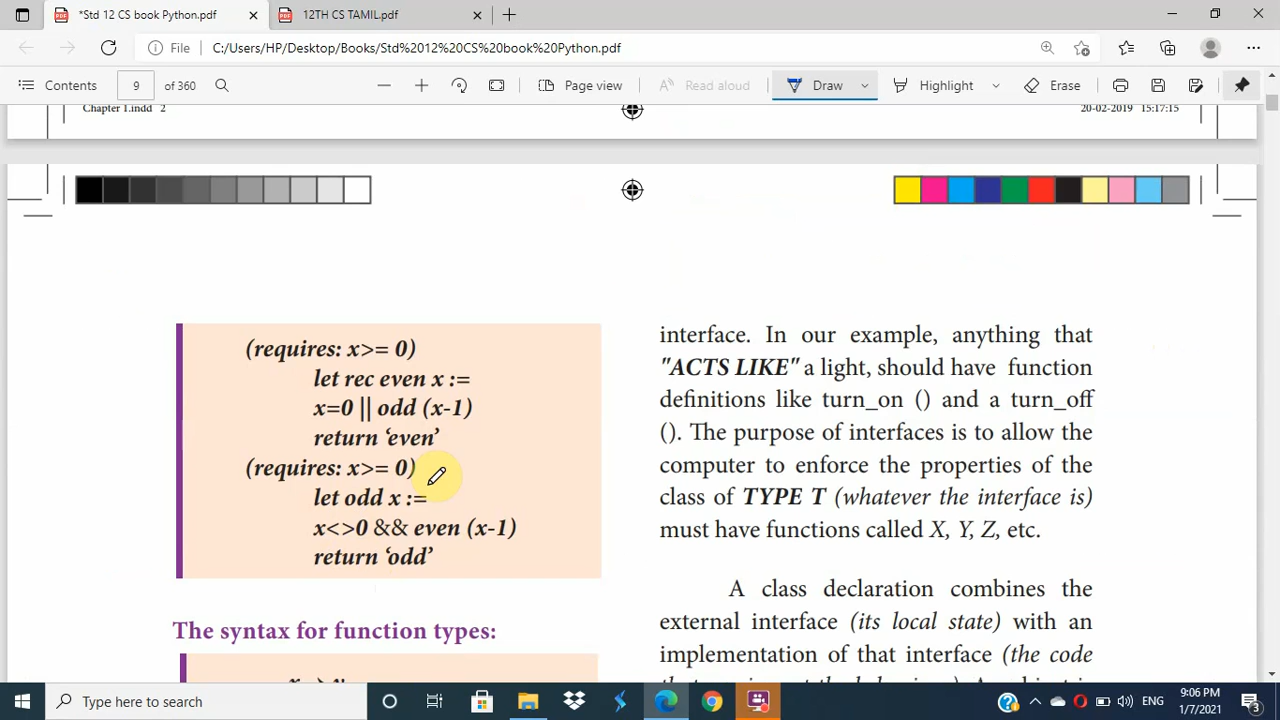 *Std 12 CS book Python.pdf
12TH CS TAMIL.pdf
File
C:/Users/HP/Desktop/Books/Std%2012%20CS%20book%20Python.pdf
Contents
9
of 360
Page view
Read aloud
Draw
Highlight
Erase
Chapter 1.indd 2
20-02-2019 15:17:15
(requires: x>= 0)
let rec even x :=
x=0 || odd (x-1)
return ‘even’
(requires: x>= 0)
let odd x :=
x<>0 && even (x-1)
return ‘odd’
The syntax for function types:
interface. In our example, anything that
"ACTS LIKE" a light, should have function
definitions like turn_on () and a turn_off
(). The purpose of interfaces is to allow the
computer to enforce the properties of the
class of TYPE T (whatever the interface is)
must have functions called X, Y, Z, etc.
A class declaration combines the
external interface (its local state) with an
implementation of that interface (the code
Type here to search
ENG
9:06 PM
1/7/2021
3